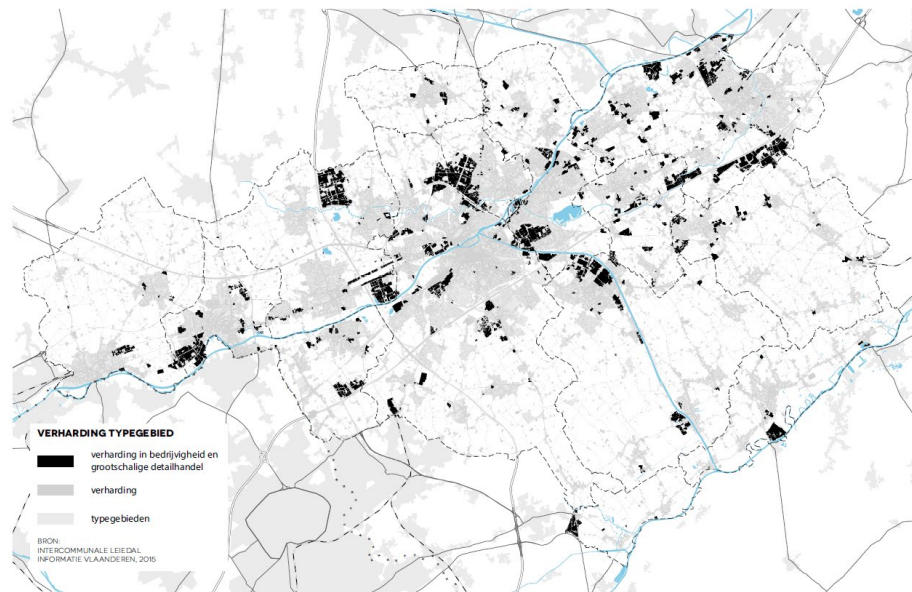 VERHARDING TYPEGEBIED
verharding in bedrijvigheid en
grootschalige detailhandel
verharding
typegebieden
BRON:
INTERCOMMUNALE LEIEDAL
INFORMATIE VLAANDEREN, 2015